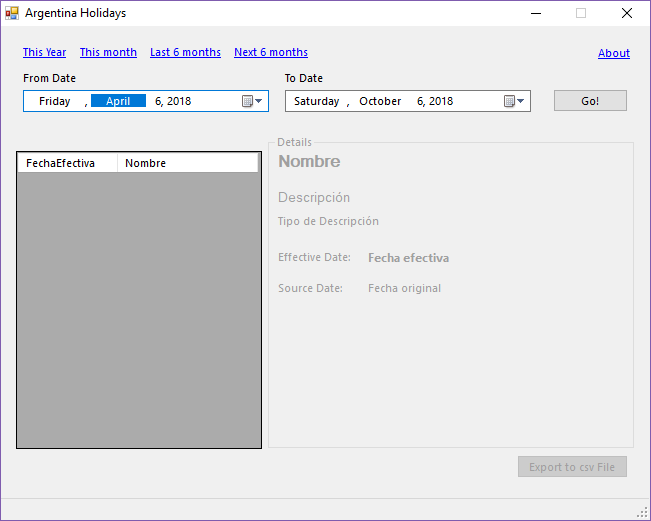 Argentina Holidays
This Year This month Last 6 months Next 6 months About
From Date To Date
Friday , April 6, 2018 Saturday , October 6, 2018 Go!
Details
FechaEfectiva Nombre Nombre
Descripción
Tipo de Descripción
Effective Date: Fecha efectiva
Source Date: Fecha original
Export to csv File